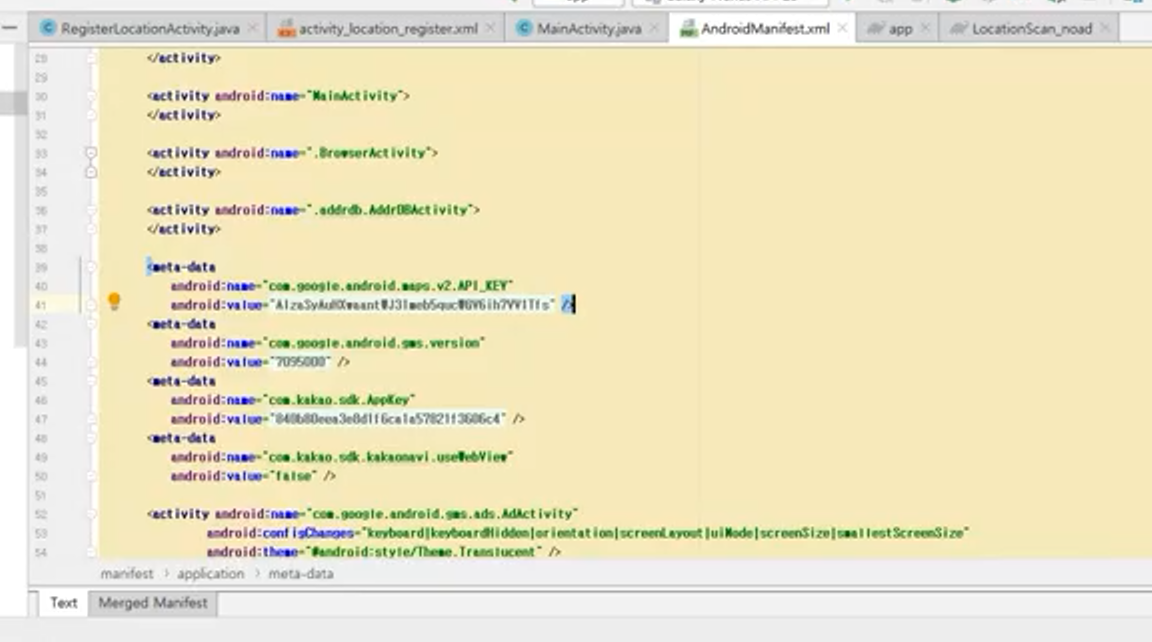 RegisterLocationActivity.java activity_location_register.xml MainActivity.java AndroidManifest.xml app LocationScan_noad
28 </activity>
29
30 <activity android:name="MainActivity">
31 </activity>
32
33 <activity android:name=".BrowserActivity">
34 </activity>
35
36 <activity android:name=".addrdb.AddrDBActivity">
37 </activity>
38
39 <meta-data
40 android:name="com.google.android.maps.v2.API_KEY"
41 android:value=" " />
42 <meta-data
43 android:name="com.google.android.gms.version"
44 android:value="7095000" />
45 <meta-data
46 android:name="com.kakao.sdk.AppKey"
47 android:value=" " />
48 <meta-data
49 android:name="com.kakao.sdk.kakaonavi.useWebView"
50 android:value="false" />
51
52 <activity android:name="com.google.android.gms.ads.AdActivity"
53 android:configChanges="keyboard|keyboardHidden|orientation|screenLayout|uiMode|screenSize|smallestScreenSize"
54 android:theme="@android:style/Theme.Translucent" />
manifest > application > meta-data
Text Merged Manifest